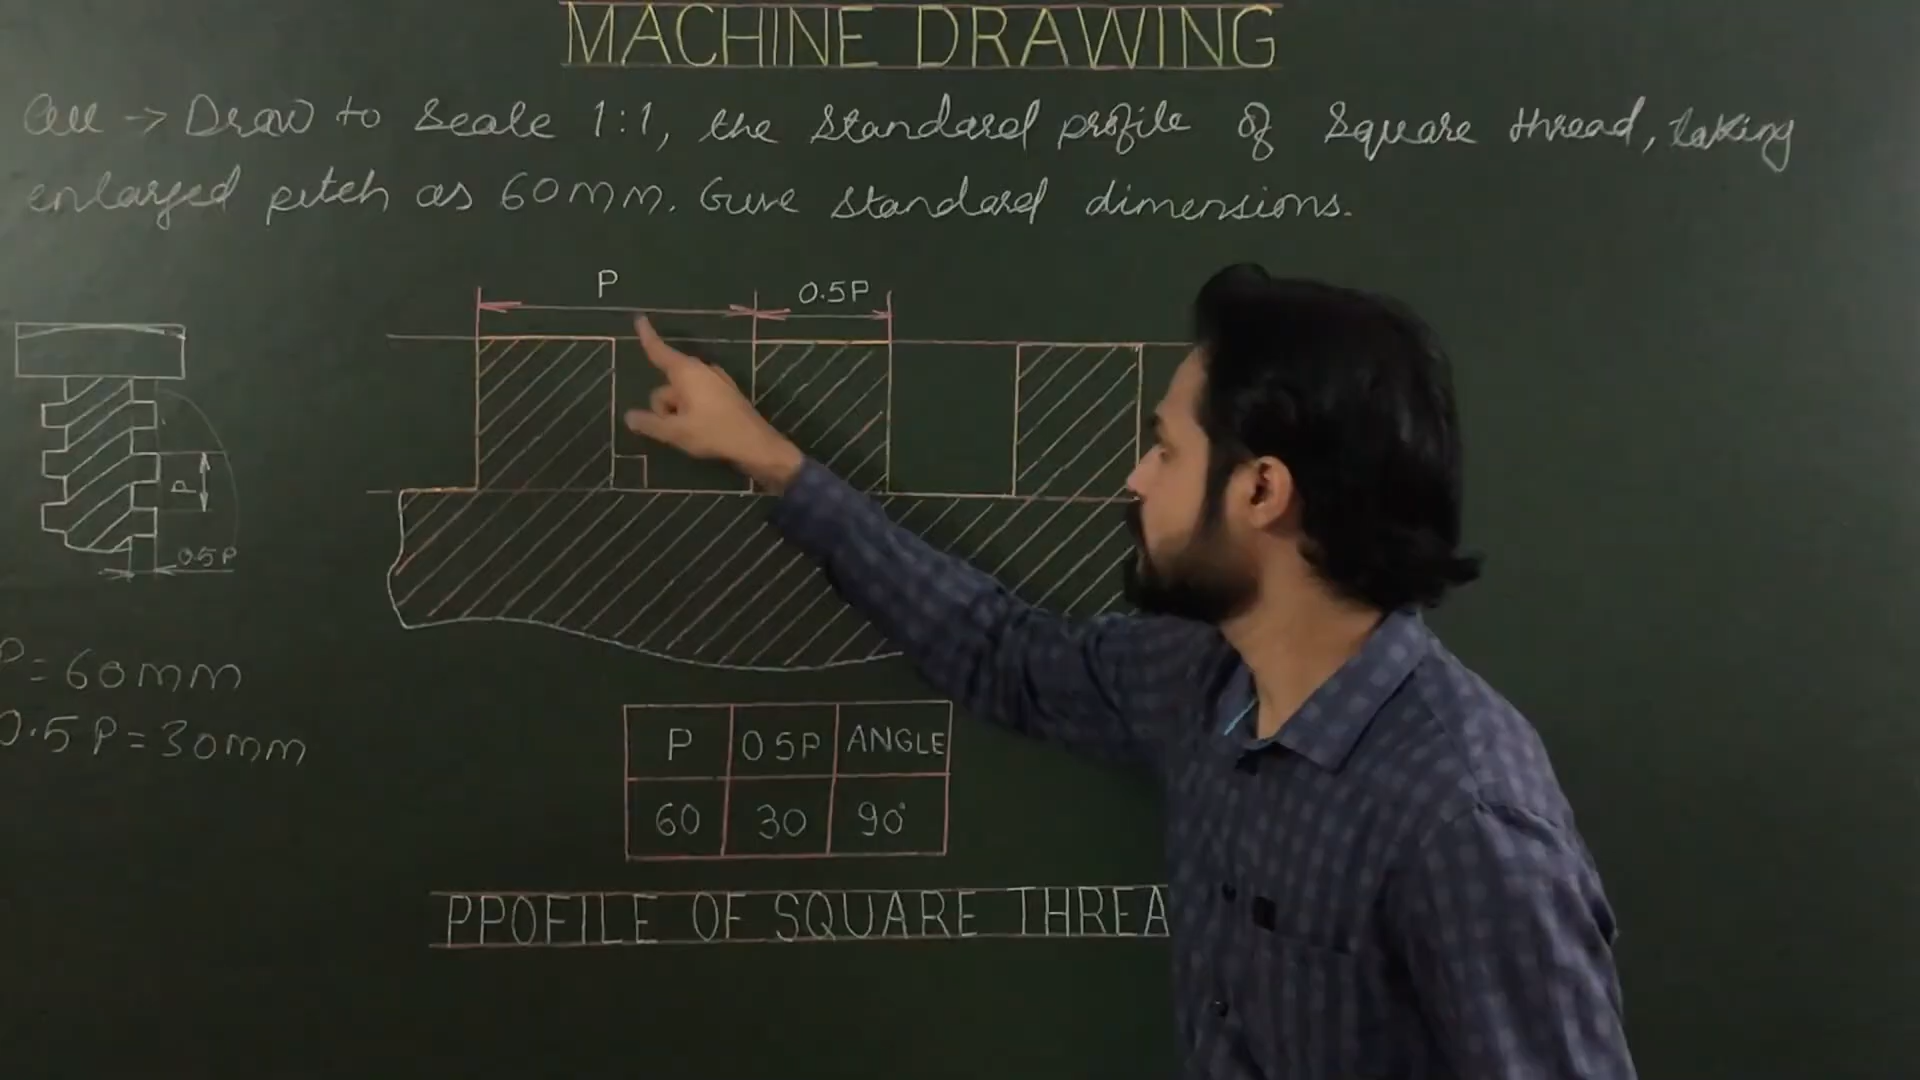 MACHINE DRAWING
Que → Draw to Scale 1:1, the standard profile of Square thread, taking
enlarged pitch as 60mm. Give standard dimensions.
P
0.5P
P
0.5P
P=60mm
0.5P=30mm
P 0.5P ANGLE
60 30 90°
PPOFILE OF SQUARE THREA